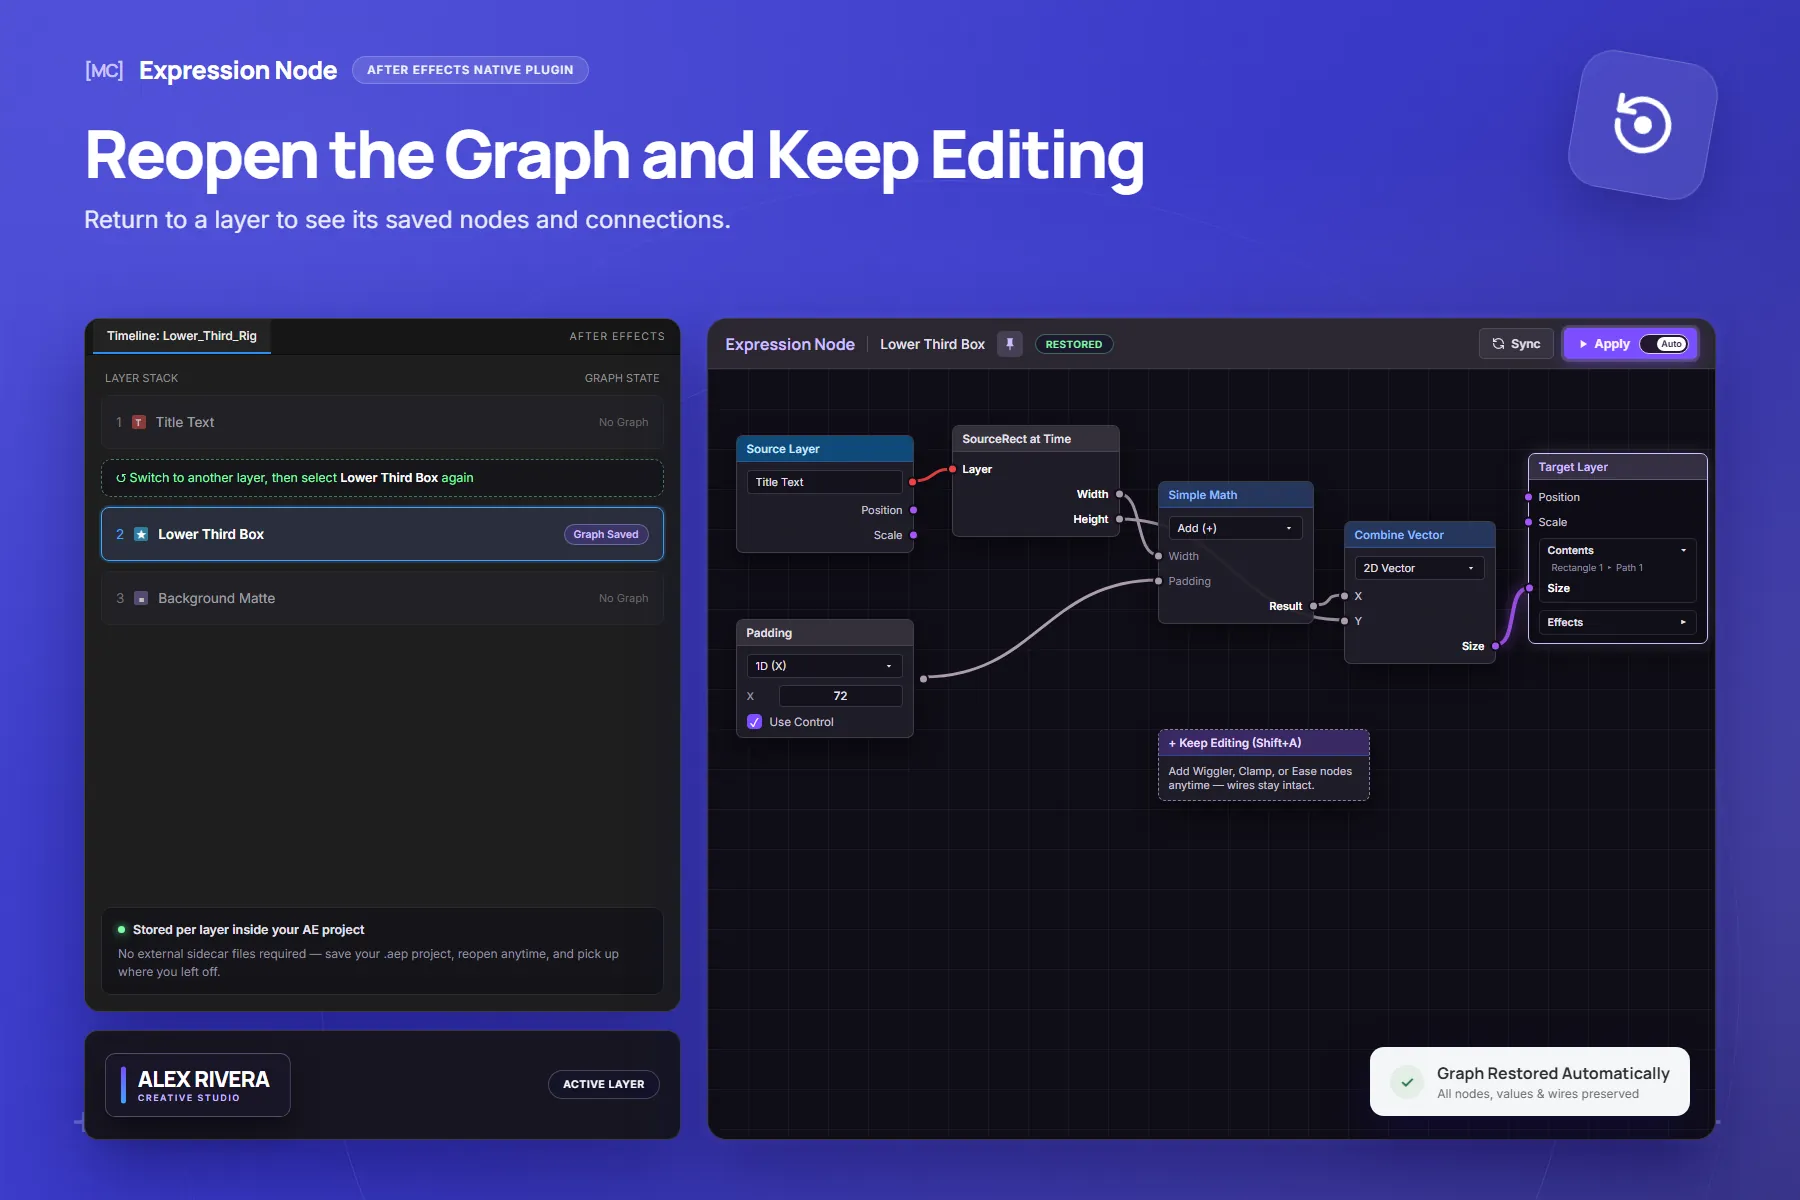 [MC] Expression Node AFTER EFFECTS NATIVE PLUGIN
Reopen the Graph and Keep Editing
Return to a layer to see its saved nodes and connections.
Timeline: Lower_Third_Rig AFTER EFFECTS
LAYER STACK GRAPH STATE
1 T Title Text No Graph
↺ Switch to another layer, then select Lower Third Box again
2 Lower Third Box Graph Saved
3 Background Matte No Graph
Stored per layer inside your AE project
No external sidecar files required — save your .aep project, reopen anytime, and pick up
where you left off.
ALEX RIVERA
CREATIVE STUDIO
ACTIVE LAYER
Expression Node Lower Third Box RESTORED Sync Apply Auto
Source Layer
Title Text
Position
Scale
SourceRect at Time
Layer
Width
Height
Padding
1D (X)
X 72
Use Control
Simple Math
Add (+)
Width
Padding
Result
Combine Vector
2D Vector
X
Y
Size
Target Layer
Position
Scale
Contents
Rectangle 1 ‣ Path 1
Size
Effects
+ Keep Editing (Shift+A)
Add Wiggler, Clamp, or Ease nodes
anytime — wires stay intact.
Graph Restored Automatically
All nodes, values & wires preserved